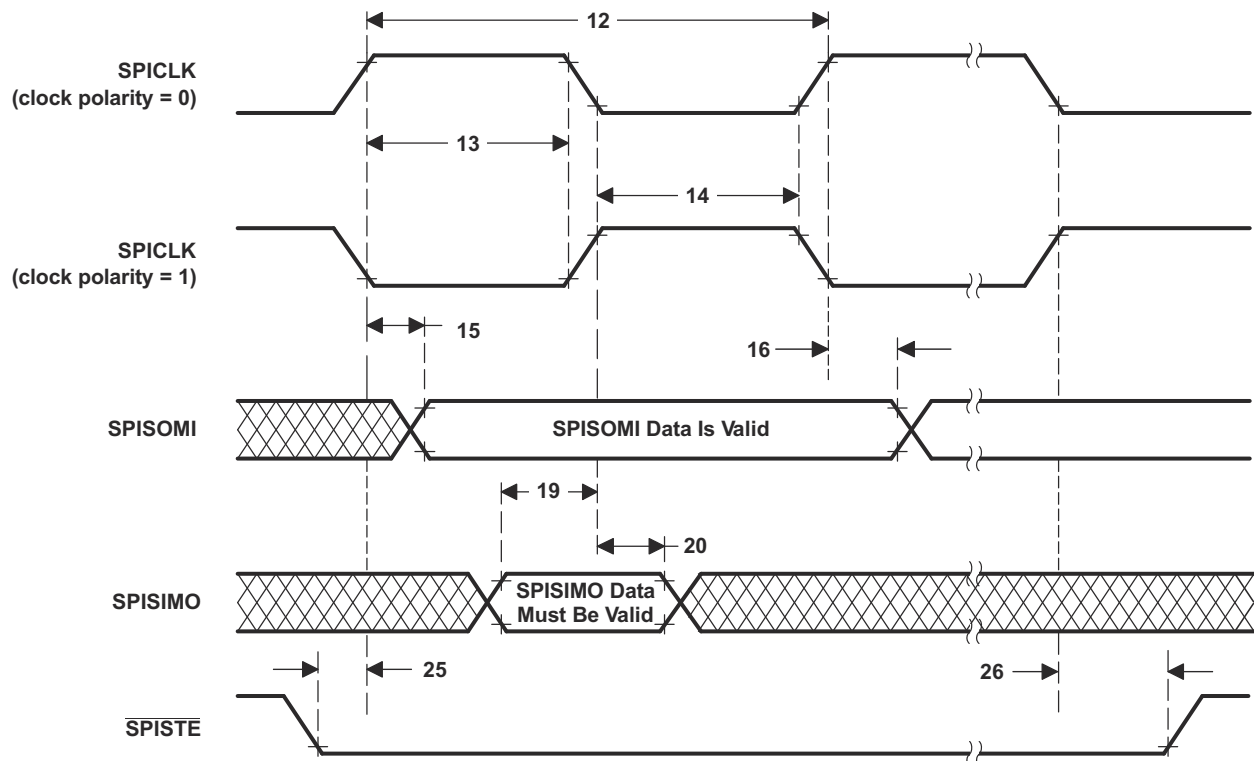 12
SPICLK
(clock polarity = 0)
13
14
SPICLK
(clock polarity = 1)
15
16
SPISOMI
SPISOMI Data Is Valid
19
20
SPISIMO
SPISIMO Data
Must Be Valid
25
26
SPISTE